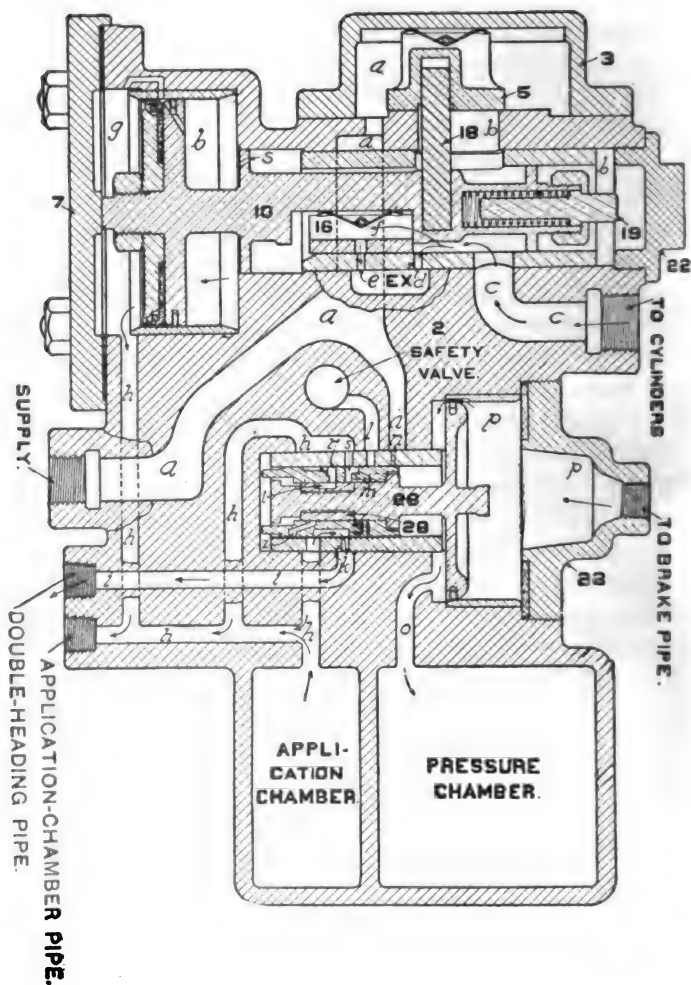 3
a
5
g
b
a
18
b
s
b
7
10
16
f
19
22
e EX d
c
c
TO CYLINDERS
a
2
SAFETY
VALVE.
h
p
p
SUPPLY.
a
h
l
n
r
s
m
26
28
31
h
k
TO BRAKE PIPE.
23
h
l
l
h
h
o
DOUBLE-HEADING PIPE.
APPLICATION-CHAMBER PIPE.
APPLI-
CATION
CHAMBER.
PRESSURE
CHAMBER.